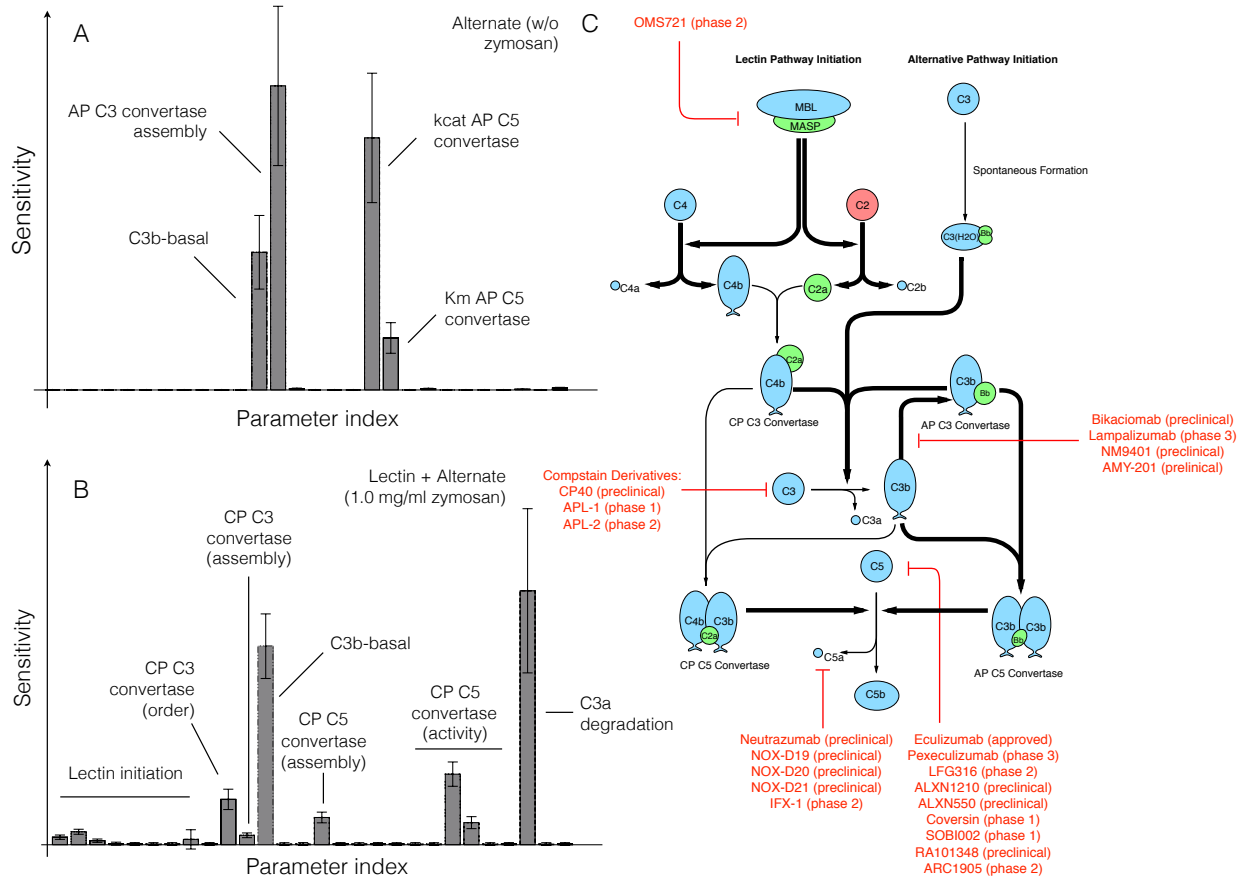 A
Alternate (w/o
zymosan)
AP C3 convertase
assembly
kcat AP C5
convertase
C3b-basal
Km AP C5
convertase
Sensitivity
Parameter index
B
Lectin + Alternate
(1.0 mg/ml zymosan)
CP C3
convertase
(assembly)
C3b-basal
CP C3
convertase
(order)
CP C5
convertase
(assembly)
CP C5
convertase
(activity)
C3a
degradation
Lectin initiation
Sensitivity
Parameter index
C
OMS721 (phase 2)
Lectin Pathway Initiation
Alternative Pathway Initiation
MBL
MASP
C3
Spontaneous Formation
C4
C2
C3(H2O)
Bb
C4a
C4b
C2a
C2b
C2a
C4b
CP C3 Convertase
C3b
Bb
AP C3 Convertase
Bikaciomab (preclinical)
Lampalizumab (phase 3)
NM9401 (preclinical)
AMY-201 (prelinical)
Compstain Derivatives:
CP40 (preclinical)
APL-1 (phase 1)
APL-2 (phase 2)
C3
C3b
C3a
C5
C4b
C3b
C2a
CP C5 Convertase
C3b
C3b
Bb
AP C5 Convertase
C5a
C5b
Neutrazumab (preclinical)
NOX-D19 (preclinical)
NOX-D20 (preclinical)
NOX-D21 (preclinical)
IFX-1 (phase 2)
Eculizumab (approved)
Pexeculizumab (phase 3)
LFG316 (phase 2)
ALXN1210 (preclinical)
ALXN550 (preclinical)
Coversin (phase 1)
SOBI002 (phase 1)
RA101348 (preclinical)
ARC1905 (phase 2)